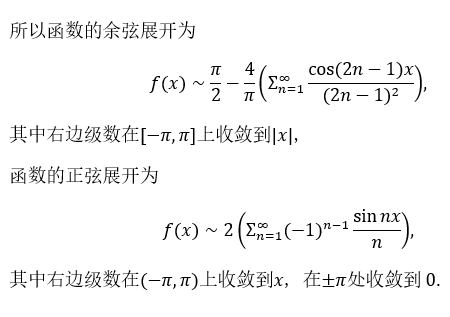 所以函数的余弦展开为
f(x) ~ π/2 − 4/π (Σ_{n=1}^{∞} cos(2n − 1)x / (2n − 1)²),
其中右边级数在[−π, π]上收敛到|x|,
函数的正弦展开为
f(x) ~ 2 (Σ_{n=1}^{∞} (−1)^{n−1} sin nx / n),
其中右边级数在(−π, π)上收敛到x, 在±π处收敛到 0.